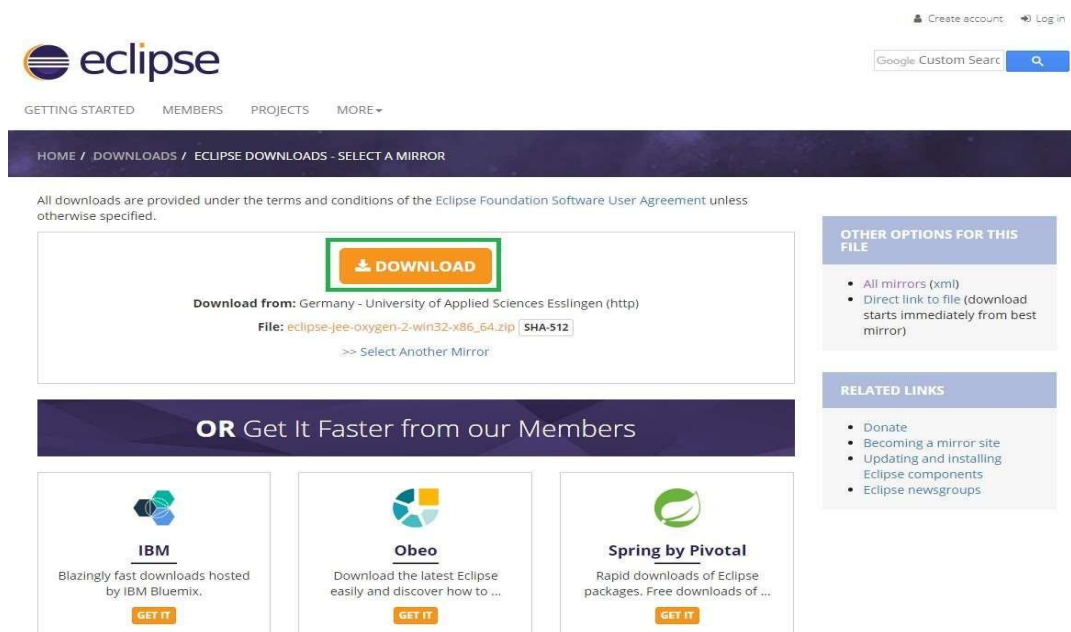 Create account Log in
eclipse
Google Custom Searc
GETTING STARTED MEMBERS PROJECTS MORE
HOME / DOWNLOADS / ECLIPSE DOWNLOADS - SELECT A MIRROR
All downloads are provided under the terms and conditions of the Eclipse Foundation Software User Agreement unless
otherwise specified.
DOWNLOAD
Download from: Germany - University of Applied Sciences Esslingen (http)
File: eclipse-jee-oxygen-2-win32-x86_64.zip SHA-512
>> Select Another Mirror
OTHER OPTIONS FOR THIS
FILE
All mirrors (xml)
Direct link to file (download
starts immediately from best
mirror)
RELATED LINKS
Donate
Becoming a mirror site
Updating and installing
Eclipse components
Eclipse newsgroups
OR Get It Faster from our Members
IBM
Blazingly fast downloads hosted
by IBM Bluemix.
GET IT
Obeo
Download the latest Eclipse
easily and discover how to ...
GET IT
Spring by Pivotal
Rapid downloads of Eclipse
packages. Free downloads of ...
GET IT